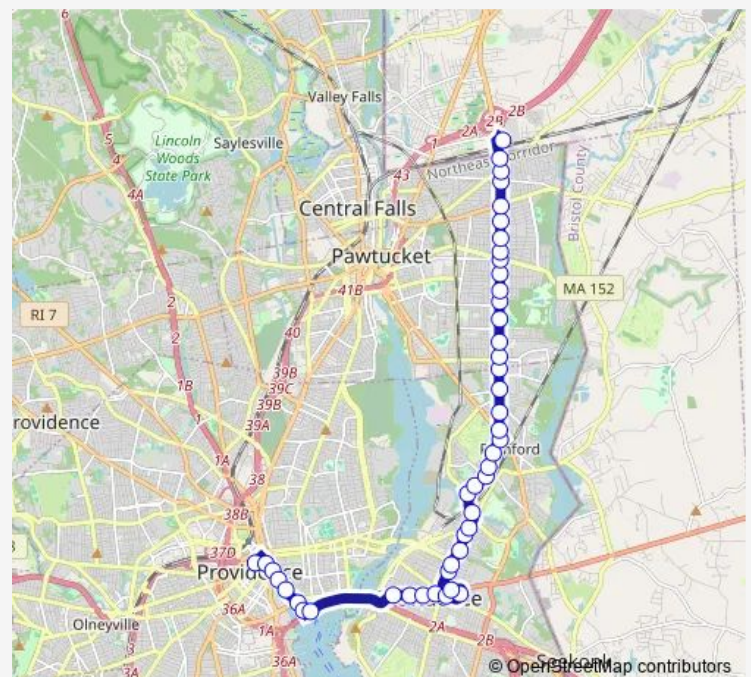 6
2B
2B
Valley Falls
2A
1
5
Lincoln
Woods
State Park
Saylesville
4
4A
43
Northeast Corridor
Bristol County
Central Falls
Pawtucket
MA 152
2
41B
RI 7
2
40
39B
1B
39C
39B
rovidence
1
39A
1A
38
38B
37D
Providence
36A
2A
Olneyville
1A
2B
3
36A
© OpenStreetMap contributors